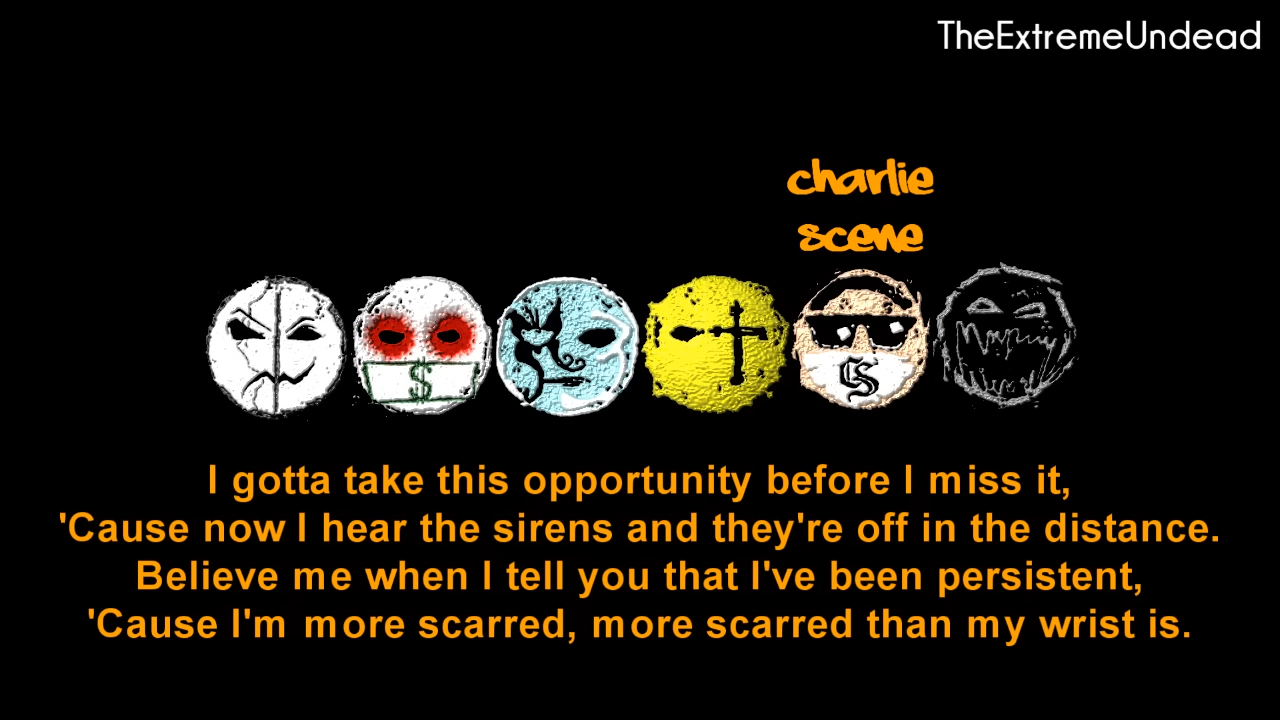 TheExtremeUndead
charlie
scene
$
S
I gotta take this opportunity before I miss it,
'Cause now I hear the sirens and they're off in the distance.
Believe me when I tell you that I've been persistent,
'Cause I'm more scarred, more scarred than my wrist is.